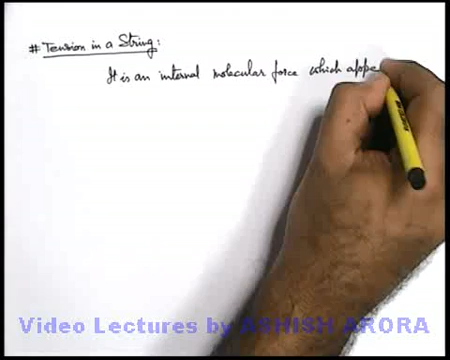 # Tension in a String:
It is an internal molecular force which appe
Video Lectures by ASHISH ARORA